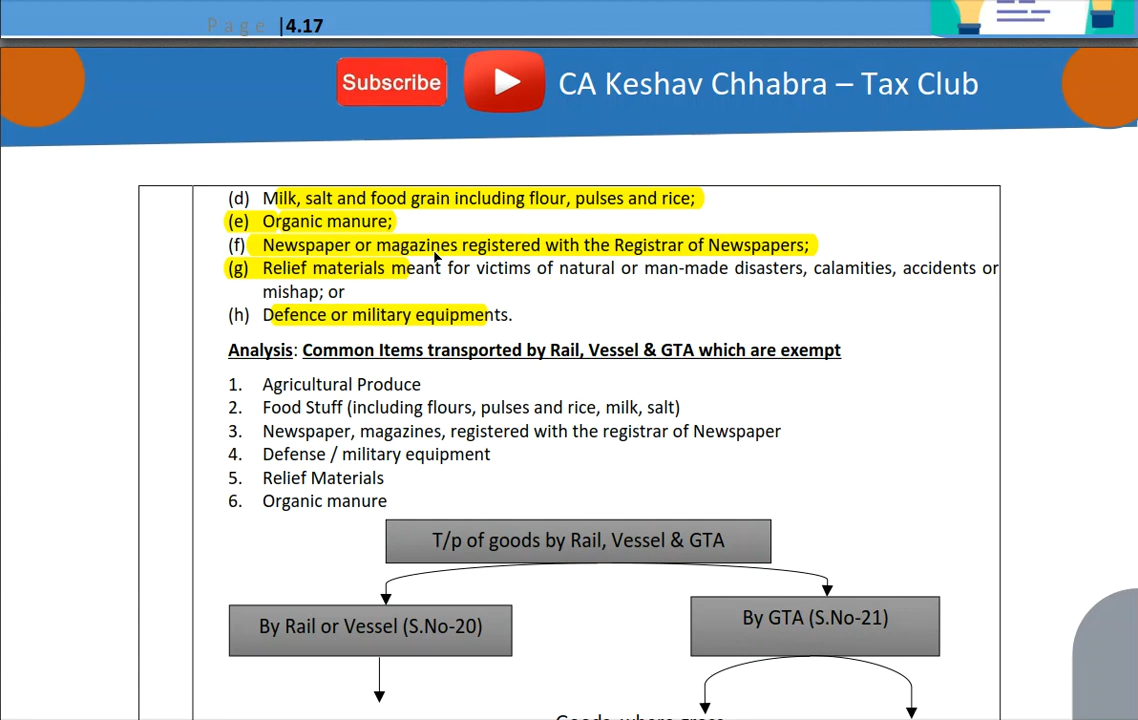 Page |4.17
Subscribe
CA Keshav Chhabra – Tax Club
(d) Milk, salt and food grain including flour, pulses and rice;
(e) Organic manure;
(f) Newspaper or magazines registered with the Registrar of Newspapers;
(g) Relief materials meant for victims of natural or man-made disasters, calamities, accidents or
mishap; or
(h) Defence or military equipments.
Analysis: Common Items transported by Rail, Vessel & GTA which are exempt
1. Agricultural Produce
2. Food Stuff (including flours, pulses and rice, milk, salt)
3. Newspaper, magazines, registered with the registrar of Newspaper
4. Defense / military equipment
5. Relief Materials
6. Organic manure
T/p of goods by Rail, Vessel & GTA
By Rail or Vessel (S.No-20)
By GTA (S.No-21)
Goods, where gross